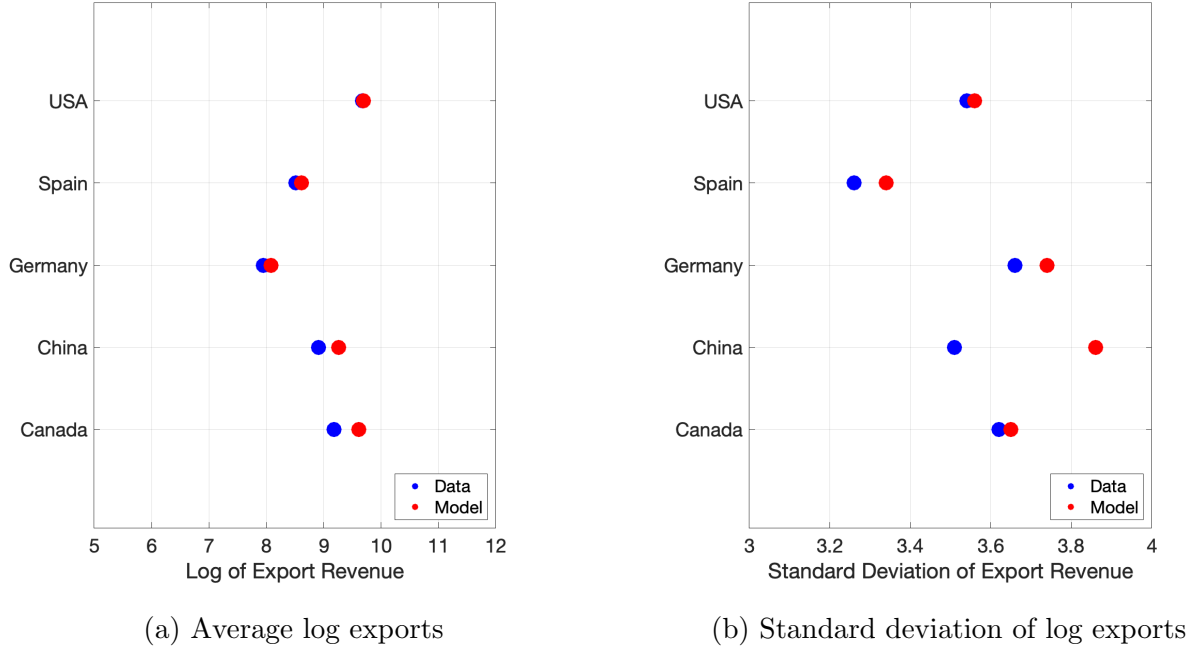 USA
Spain
Germany
China
Canada
Data
Model
5 6 7 8 9 10 11 12
Log of Export Revenue
(a) Average log exports
USA
Spain
Germany
China
Canada
Data
Model
3 3.2 3.4 3.6 3.8 4
Standard Deviation of Export Revenue
(b) Standard deviation of log exports